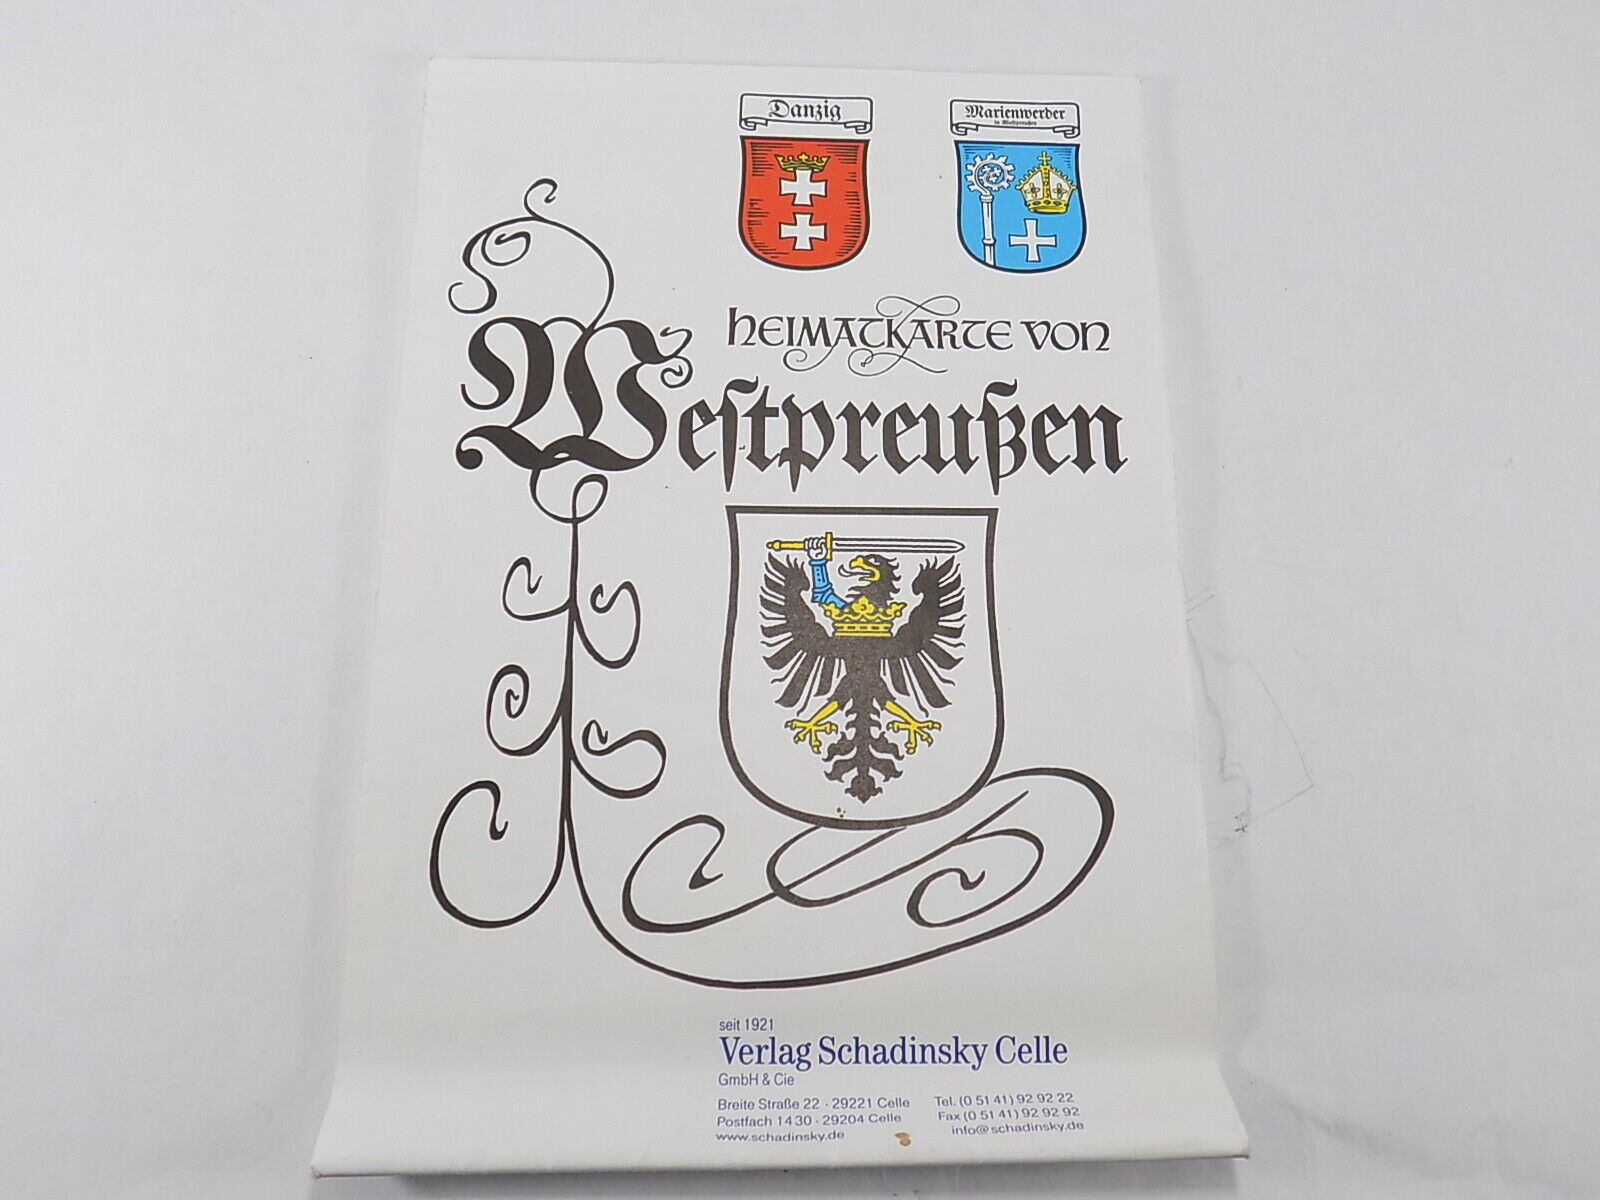 Danzig
Marienwerder
in Westpreußen
HEIMATKARTE VON
Westpreußen
seit 1921
Verlag Schadinsky Celle
GmbH & Cie
Breite Straße 22 · 29221 Celle
Postfach 1430 · 29204 Celle
www.schadinsky.de
Tel. (0 51 41) 92 92 22
Fax (0 51 41) 92 92 92
info@schadinsky.de